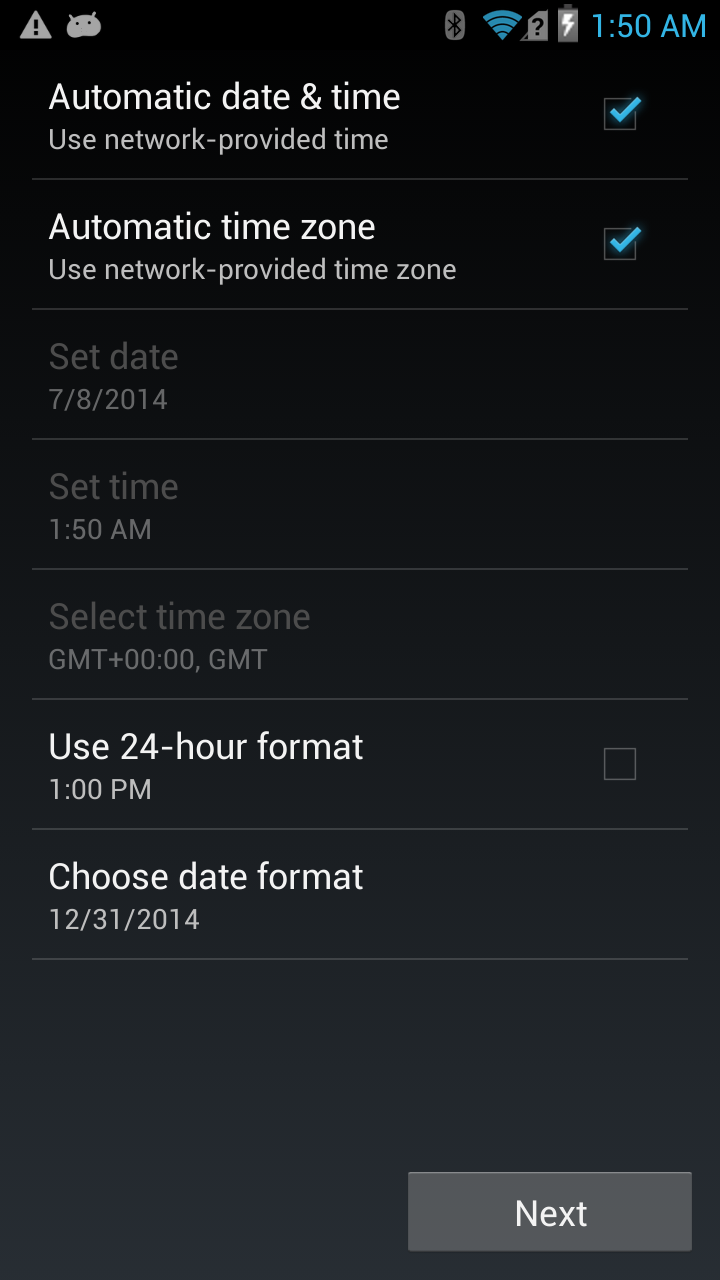 1:50 AM
Automatic date & time
Use network-provided time
Automatic time zone
Use network-provided time zone
Set date
7/8/2014
Set time
1:50 AM
Select time zone
GMT+00:00, GMT
Use 24-hour format
1:00 PM
Choose date format
12/31/2014
Next